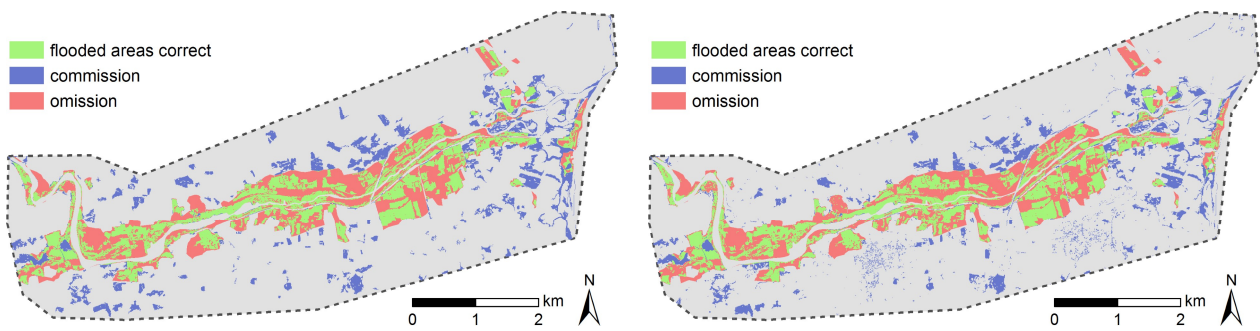 flooded areas correct
commission
omission
N
km
0 1 2
flooded areas correct
commission
omission
N
km
0 1 2